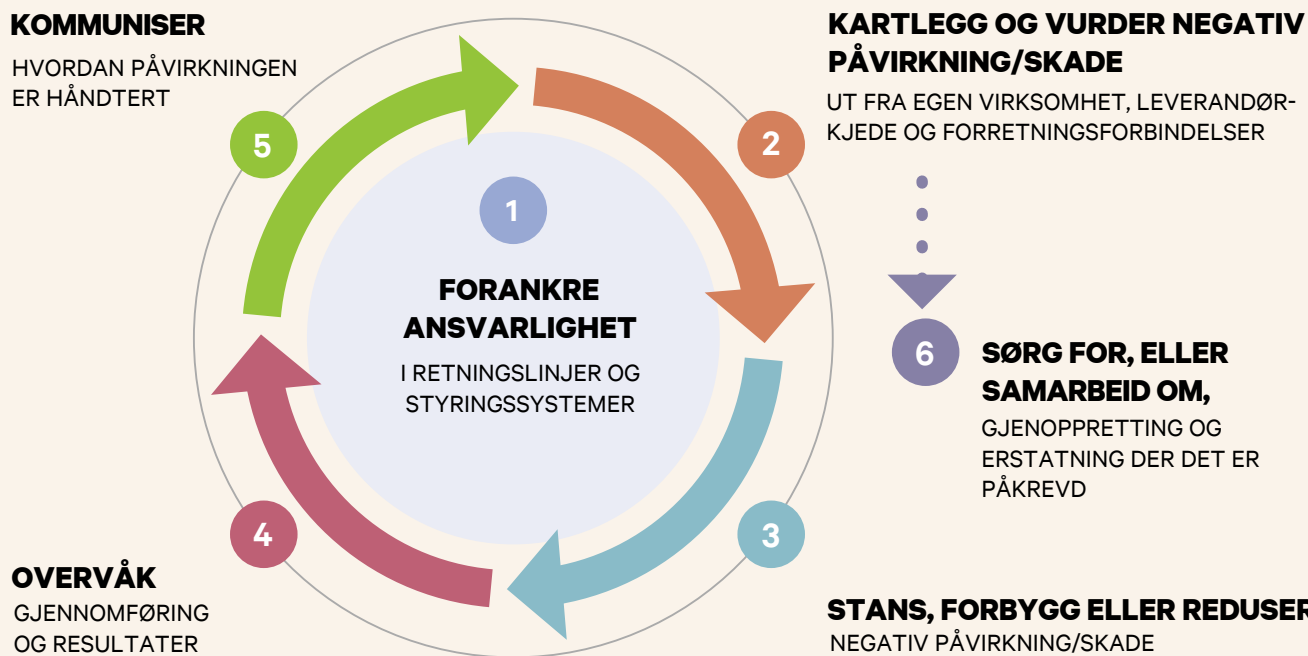 KOMMUNISER
HVORDAN PÅVIRKNINGEN
ER HÅNDTERT
5
1
FORANKRE
ANSVARLIGHET
I RETNINGSLINJER OG
STYRINGSSYSTEMER
2
KARTLEGG OG VURDER NEGATIV
PÅVIRKNING/SKADE
UT FRA EGEN VIRKSOMHET, LEVERANDØR-
KJEDE OG FORRETNINGSFORBINDELSER
6
SØRG FOR, ELLER
SAMARBEID OM,
GJENOPPRETTING OG
ERSTATNING DER DET ER
PÅKREVD
3
STANS, FORBYGG ELLER REDUSER
NEGATIV PÅVIRKNING/SKADE
4
OVERVÅK
GJENNOMFØRING
OG RESULTATER